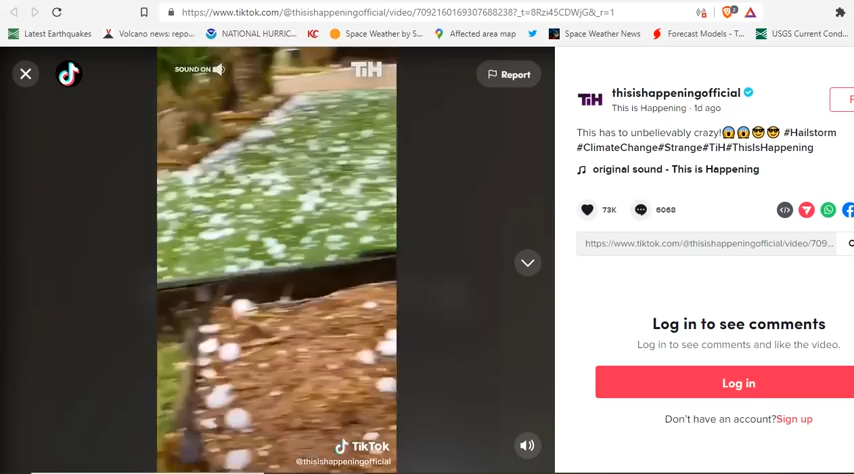 https://www.tiktok.com/@thisishappeningofficial/video/7092160169307688238?_t=8Rzi45CDWjG&_r=1
Latest Earthquakes
Volcano news: repo...
NATIONAL HURRIC...
KC
Space Weather by S...
Affected area map
Space Weather News
Forecast Models - T...
USGS Current Cond...
SOUND ON
TiH
Report
TiH
thisishappeningofficial
This is Happening · 1d ago
F
This has to unbelievably crazy!😱😱😎😎 #Hailstorm
#ClimateChange#Strange#TiH#ThisIsHappening
original sound - This is Happening
73K
6068
https://www.tiktok.com/@thisishappeningofficial/video/709...
Log in to see comments
Log in to see comments and like the video.
Log in
Don't have an account?Sign up
TikTok
@thisishappeningofficial